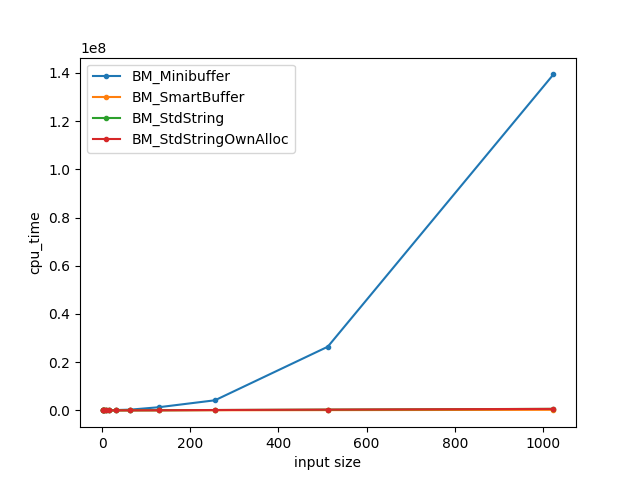 1e8
1.4
1.2
1.0
0.8
0.6
0.4
0.2
0.0
cpu_time
BM_Minibuffer
BM_SmartBuffer
BM_StdString
BM_StdStringOwnAlloc
0 200 400 600 800 1000
input size